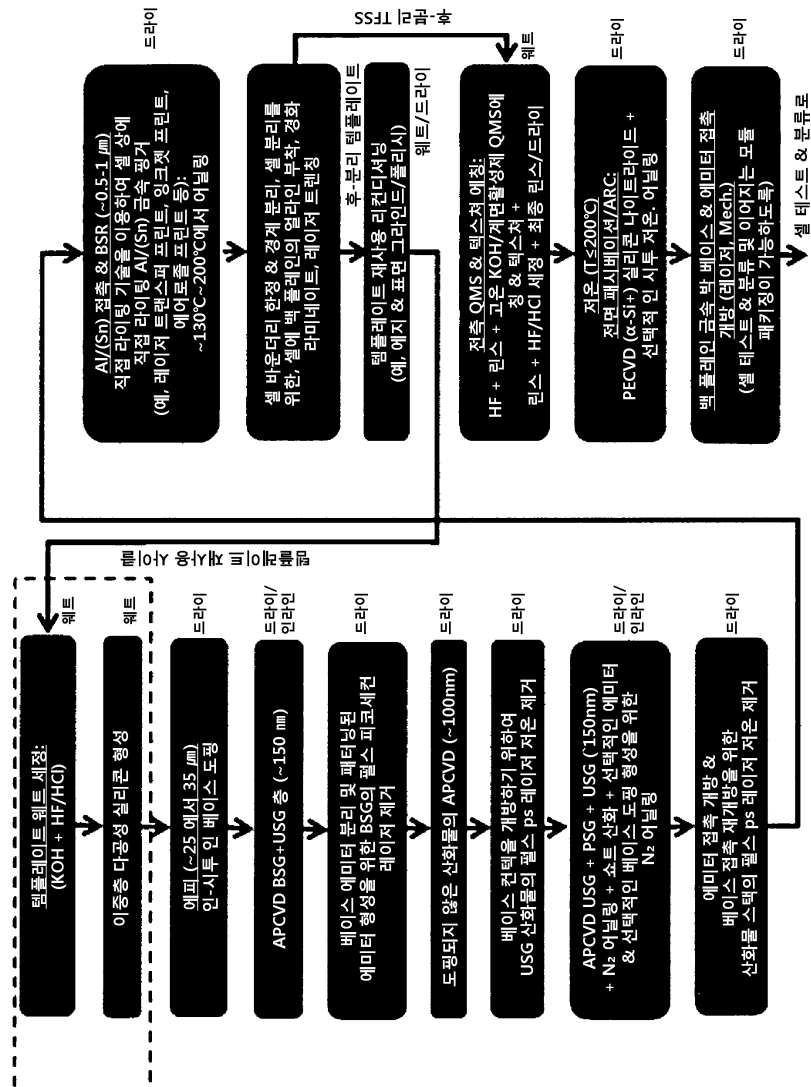 템플레이트 웨트 세정:
(KOH + HF/HCl)
웨트
이중층 다공성 실리콘 형성
웨트
에피 (~25 에서 35 ㎛)
인-시투 인 베이스 도핑
드라이
APCVD BSG+USG 층 (~150 ㎚)
드라이/
인라인
베이스 에미터 분리 및 패터닝된
에미터 형성을 위한 BSG의 펄스 피코세컨
레이저 제거
드라이
도핑되지 않은 산화물의 APCVD (~100nm)
드라이
베이스 컨택을 개방하기 위하여
USG 산화물의 펄스 ps 레이저 저온 제거
드라이
APCVD USG + PSG + USG (˜150nm)
+ N₂ 어닐링 + 쇼트 산화 + 선택적인 에미터
& 선택적인 베이스 도핑 형성을 위한
N₂ 어닐링
드라이/
인라인
에미터 접촉 개방 &
베이스 접촉 재개방을 위한
산화물 스택의 펄스 ps 레이저 저온 제거
드라이
템플레이트 재사용 사이클
Al/(Sn) 접촉 & BSR (~0.5-1 ㎛)
직접 라이팅 기술을 이용하여 셀 상에
직접 라이팅 Al/(Sn) 금속 핑거
(예, 레이저 트랜스퍼 프린트, 잉크젯 프린트,
에어로졸 프린트 등):
~130℃~200℃에서 어닐링
드라이
셀 바운더리 한정 & 경계 분리, 셀 분리를
위한, 셀에 백 플레인의 얼라인 부착, 경화
라미네이트, 레이저 트렌칭
후-분리 TFSS
후-분리 템플레이트
템플레이트 재사용 리컨디셔닝
(예, 에지 & 표면 그라인드/폴리시)
웨트/드라이
전측 QMS & 텍스처 에칭:
HF + 린스 + 고온 KOH/계면활성제 QMS에
칭 & 텍스처 +
린스 + HF/HCl 세정 + 최종 린스/드라이
웨트
저온 (T≤200℃)
전면 패시베이션/ARC:
PECVD (α-Si+) 실리콘 나이트라이드 +
선택적 인 시투 저온. 어닐링
드라이
백 플레인 금속 박 베이스 & 에미터 접촉
개방 (레이저, Mech.)
(셀 테스트 & 분류 및 이어지는 모듈
패키징이 가능하도록)
드라이
셀 테스트 & 분류로